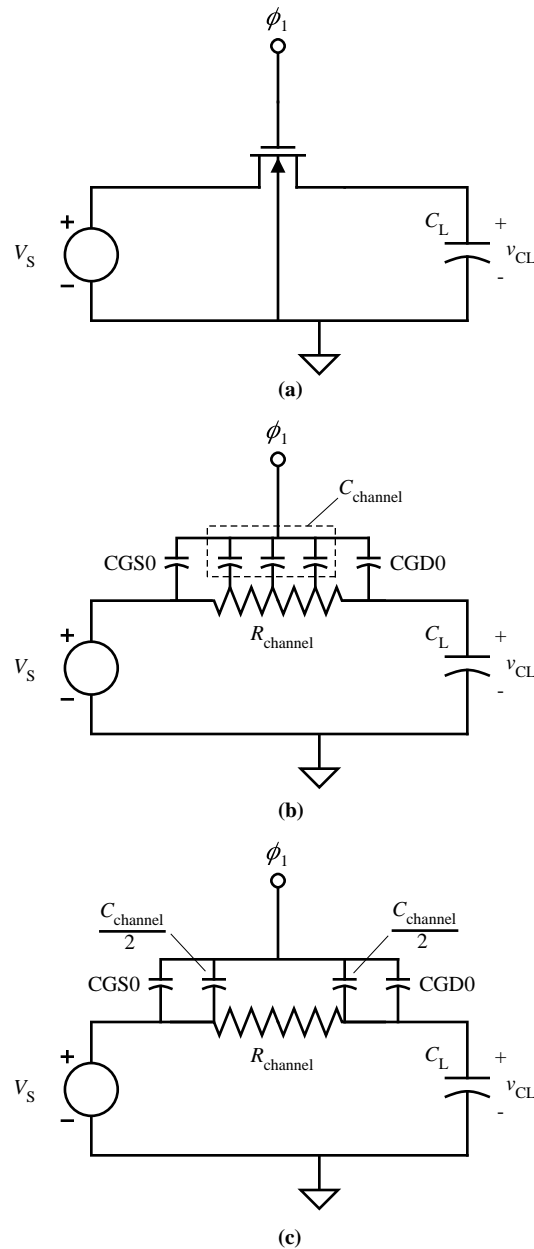 ϕ1
+
VS
−
CL
+
vCL
-
(a)
ϕ1
Cchannel
CGS0
CGD0
Rchannel
+
VS
−
CL
+
vCL
-
(b)
ϕ1
Cchannel
2
Cchannel
2
CGS0
CGD0
Rchannel
+
VS
−
CL
+
vCL
-
(c)